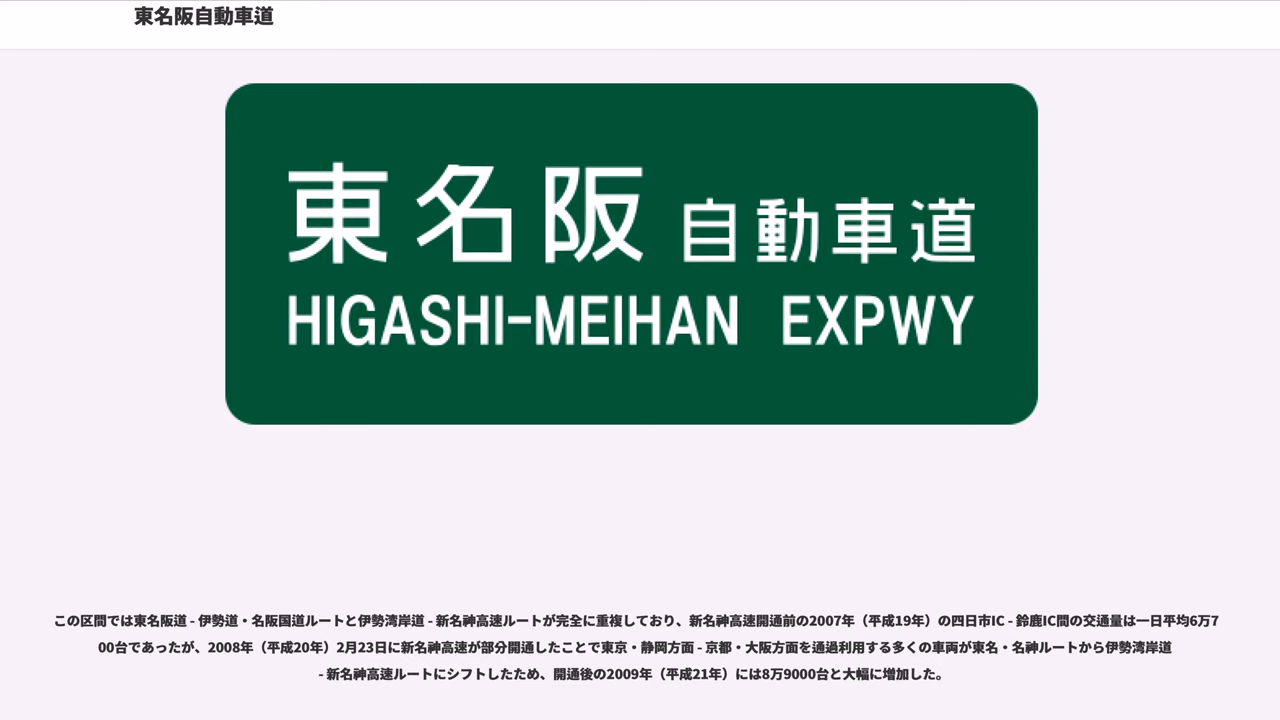 東名阪自動車道
東名阪 自動車道
HIGASHI-MEIHAN EXPWY
この区間では東名阪道 - 伊勢道・名阪国道ルートと伊勢湾岸道 - 新名神高速ルートが完全に重複しており、新名神高速開通前の2007年（平成19年）の四日市IC - 鈴鹿IC間の交通量は一日平均6万7
00台であったが、2008年（平成20年）2月23日に新名神高速が部分開通したことで東京・静岡方面 - 京都・大阪方面を通過利用する多くの車両が東名・名神ルートから伊勢湾岸道
- 新名神高速ルートにシフトしたため、開通後の2009年（平成21年）には8万9000台と大幅に増加した。